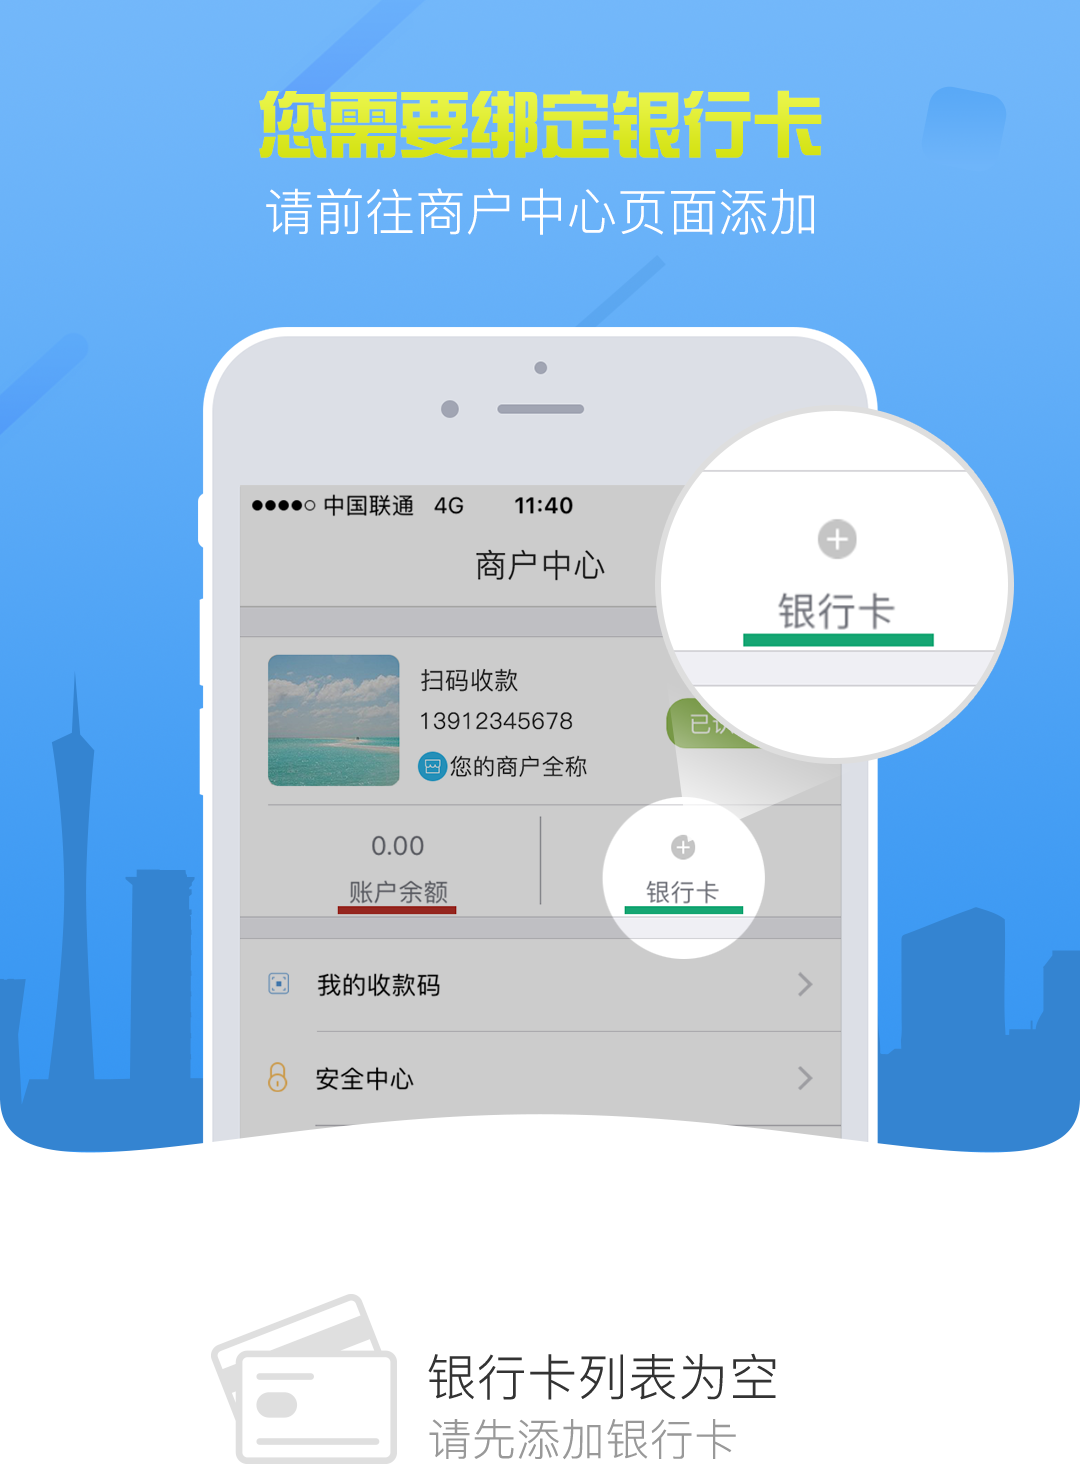 您需要绑定银行卡
请前往商户中心页面添加
中国联通 4G 11:40
商户中心
银行卡
扫码收款
13912345678
已
您的商户全称
0.00
账户余额
银行卡
我的收款码
安全中心
银行卡列表为空
请先添加银行卡